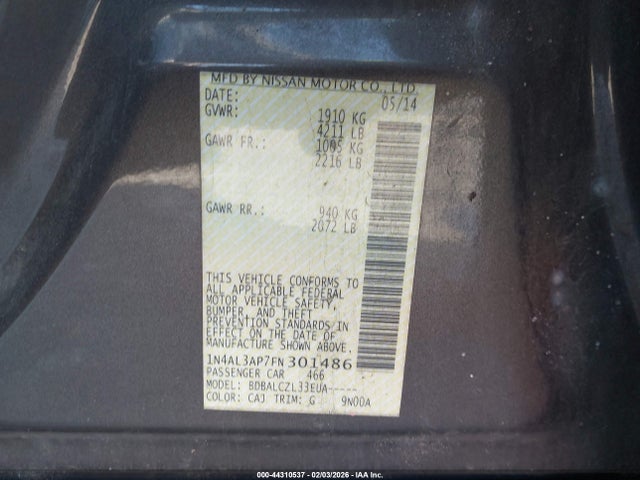 MFD BY NISSAN MOTOR CO., LTD.
DATE: 05/14
GVWR: 1910 KG
4211 LB
GAWR FR.: 1005 KG
2216 LB
GAWR RR.: 940 KG
2072 LB
THIS VEHICLE CONFORMS TO
ALL APPLICABLE FEDERAL
MOTOR VEHICLE SAFETY,
BUMPER, AND THEFT
PREVENTION STANDARDS IN
EFFECT ON THE DATE OF
MANUFACTURE SHOWN ABOVE.
1N4AL3AP7FN301486
PASSENGER CAR 466
MODEL: BDBALCZL33EUA-----
COLOR: CAJ TRIM: G 9N00A
000-44310537 - 02/03/2026 - IAA Inc.